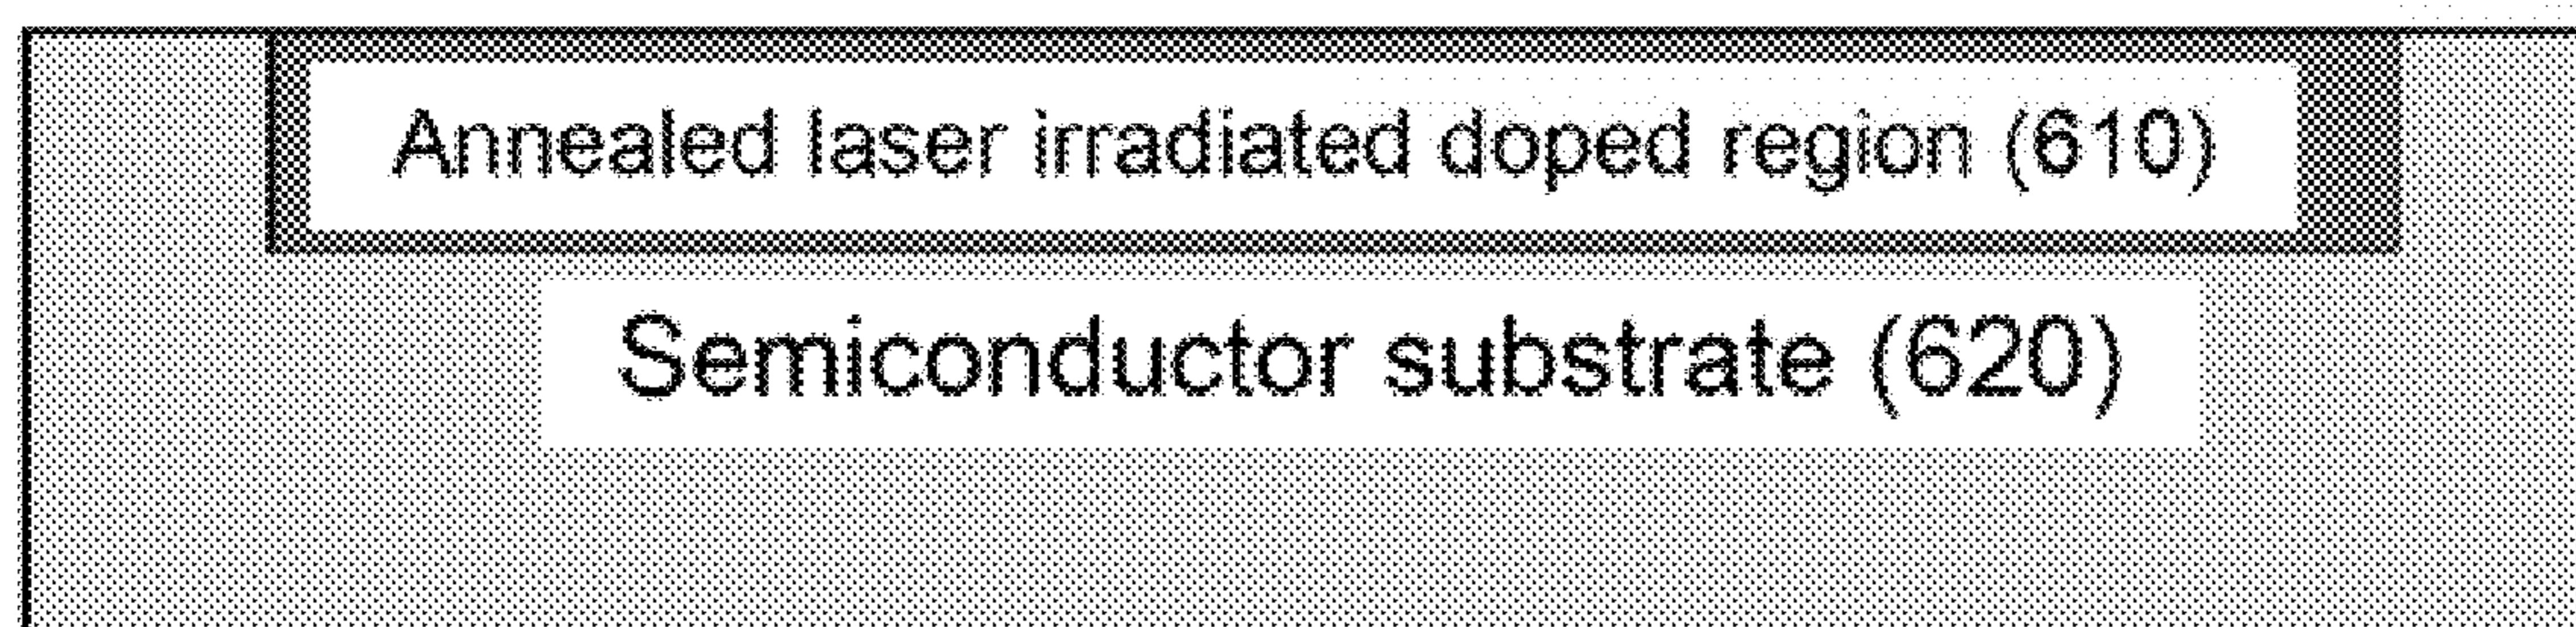 Annealed laser irradiated doped region (610)
Semiconductor substrate (620)